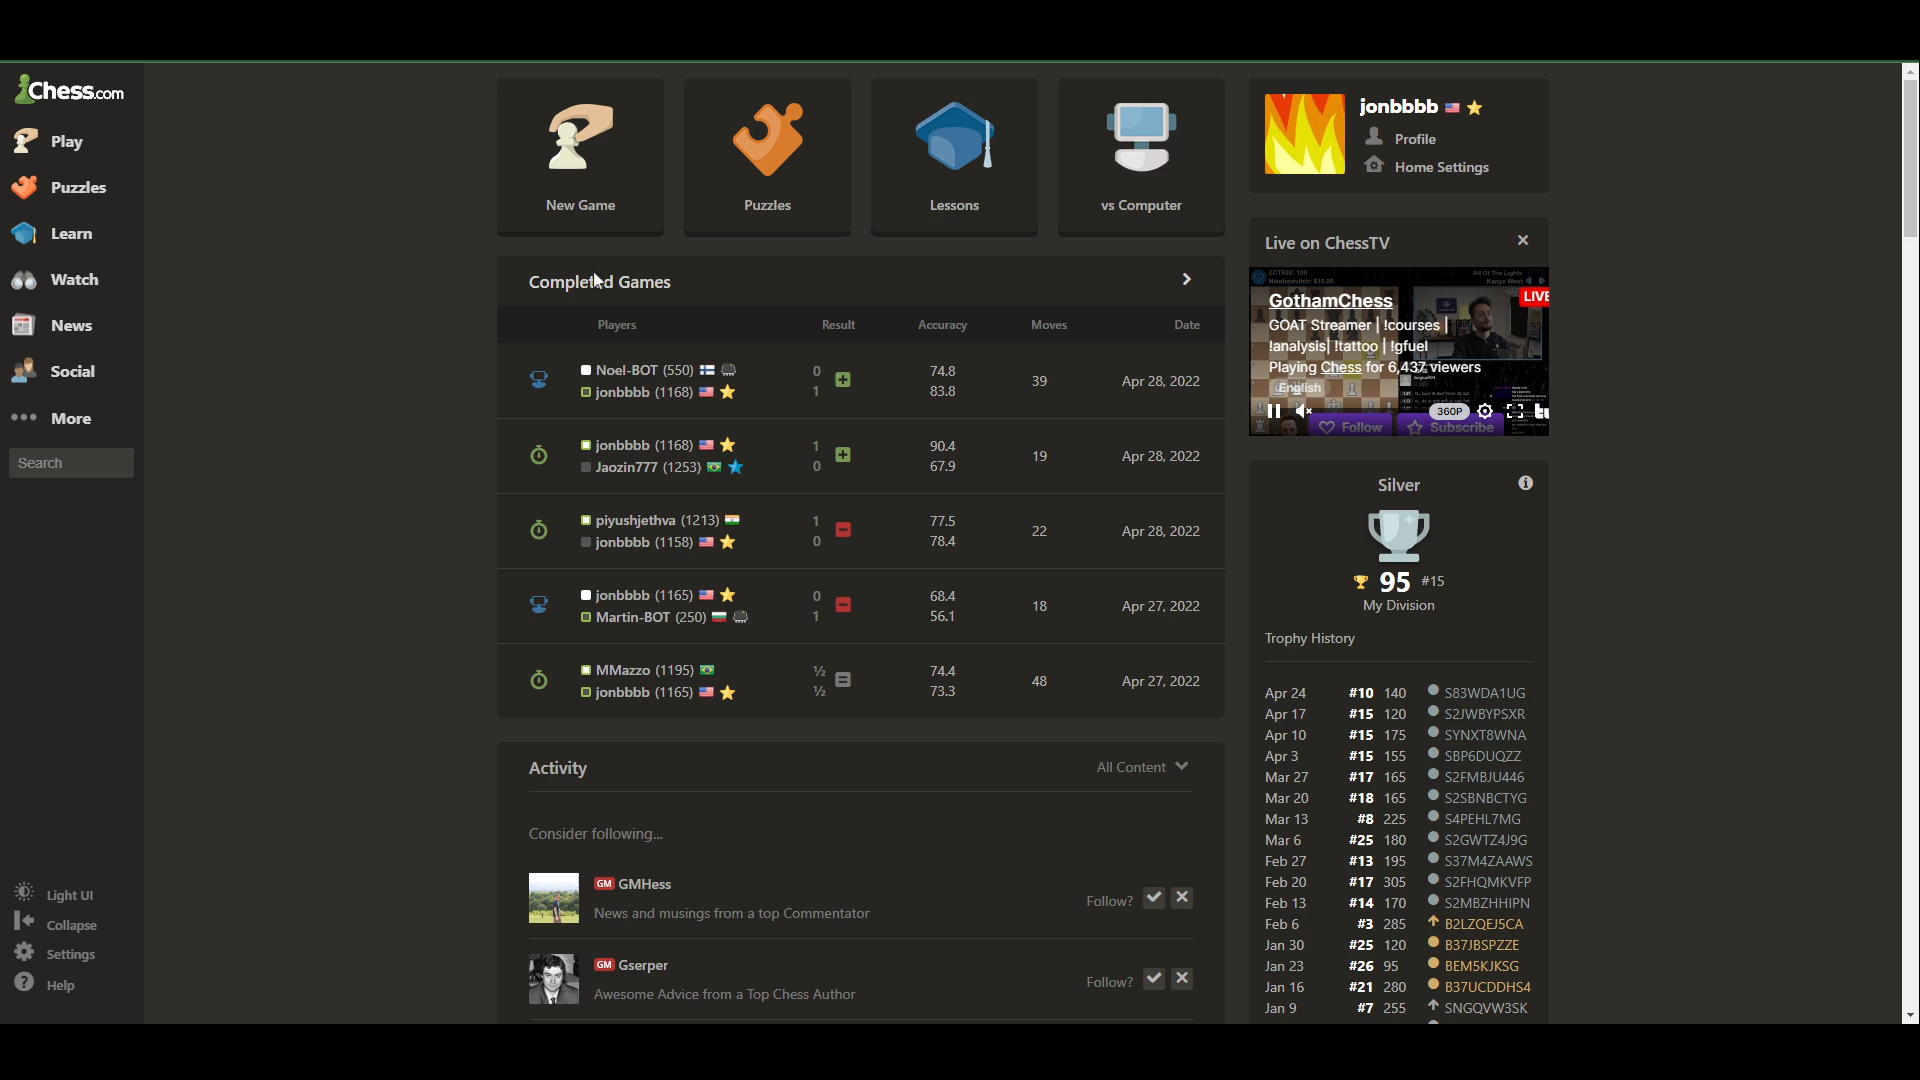 Chess.com
Play
Puzzles
Learn
Watch
News
Social
More
Search
Light UI
Collapse
Settings
Help
New Game
Puzzles
Lessons
vs Computer
Completed Games
Players Result Accuracy Moves Date
Noel-BOT (550) 0 74.8
jonbbbb (1168) 1 83.8
39 Apr 28, 2022
jonbbbb (1168) 1 90.4
Jaozin777 (1253) 0 67.9
19 Apr 28, 2022
piyushjethva (1213) 1 77.5
jonbbbb (1158) 0 78.4
22 Apr 28, 2022
jonbbbb (1165) 0 68.4
Martin-BOT (250) 1 56.1
18 Apr 27, 2022
MMazzo (1195) ½ 74.4
jonbbbb (1165) ½ 73.3
48 Apr 27, 2022
Activity
All Content
Consider following...
GM GMHess
News and musings from a top Commentator
Follow?
GM Gserper
Awesome Advice from a Top Chess Author
Follow?
jonbbbb
Profile
Home Settings
Live on ChessTV
All Of The Lights
Kanye West
LIVE
GothamChess
GOAT Streamer | !courses |
!analysis| !tattoo | !gfuel
Playing Chess for 6,437 viewers
English
360P
Follow
Subscribe
Silver
95 #15
My Division
Trophy History
Apr 24 #10 140 S83WDA1UG
Apr 17 #15 120 S2JWBYPSXR
Apr 10 #15 175 SYNXT8WNA
Apr 3 #15 155 SBP6DUQZZ
Mar 27 #17 165 S2FMBJU446
Mar 20 #18 165 S2SBNBCTYG
Mar 13 #8 225 S4PEHL7MG
Mar 6 #25 180 S2GWTZ4J9G
Feb 27 #13 195 S37M4ZAAWS
Feb 20 #17 305 S2FHQMKVFP
Feb 13 #14 170 S2MBZHHIPN
Feb 6 #3 285 B2LZQEJ5CA
Jan 30 #25 120 B37JBSPZZE
Jan 23 #26 95 BEM5KJKSG
Jan 16 #21 280 B37UCDDHS4
Jan 9 #7 255 SNGQVW3SK